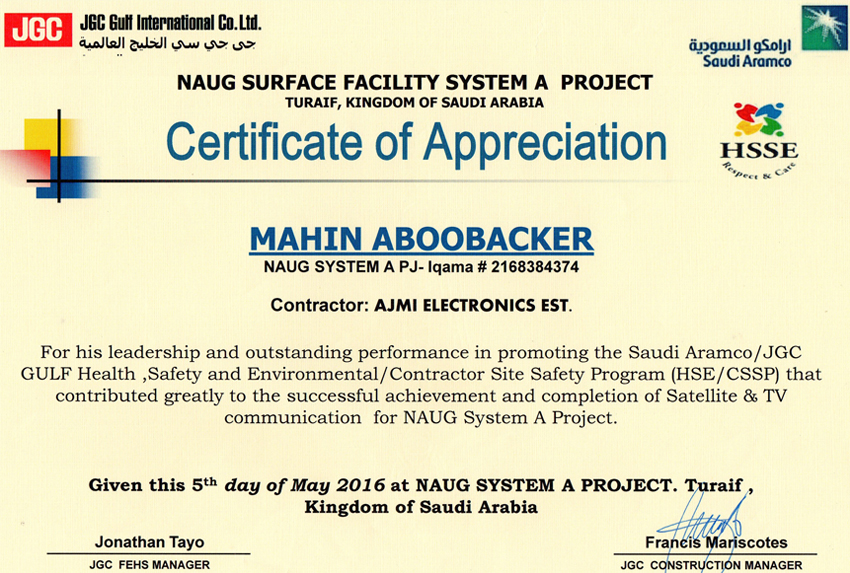 JGC
JGC Gulf International Co. Ltd.
جى جي سي الخليج العالمية
ارامكو السعودية
Saudi Aramco
NAUG SURFACE FACILITY SYSTEM A PROJECT
TURAIF, KINGDOM OF SAUDI ARABIA
Certificate of Appreciation
HSSE
Respect & Care
MAHIN ABOOBACKER
NAUG SYSTEM A PJ- Iqama # 2168384374
Contractor: AJMI ELECTRONICS EST.
For his leadership and outstanding performance in promoting the Saudi Aramco/JGC
GULF Health ,Safety and Environmental/Contractor Site Safety Program (HSE/CSSP) that
contributed greatly to the successful achievement and completion of Satellite & TV
communication for NAUG System A Project.
Given this 5th day of May 2016 at NAUG SYSTEM A PROJECT. Turaif ,
Kingdom of Saudi Arabia
Jonathan Tayo
JGC FEHS MANAGER
Francis Mariscotes
JGC CONSTRUCTION MANAGER